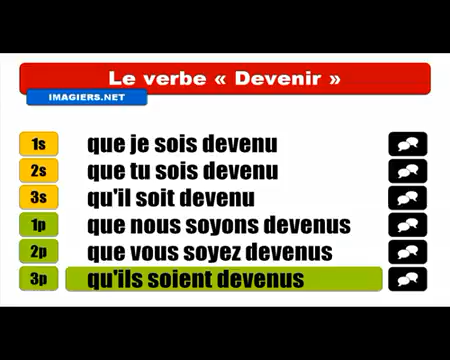 Le verbe « Devenir »
IMAGIERS.NET
1s que je sois devenu
2s que tu sois devenu
3s qu'il soit devenu
1p que nous soyons devenus
2p que vous soyez devenus
3p qu'ils soient devenus